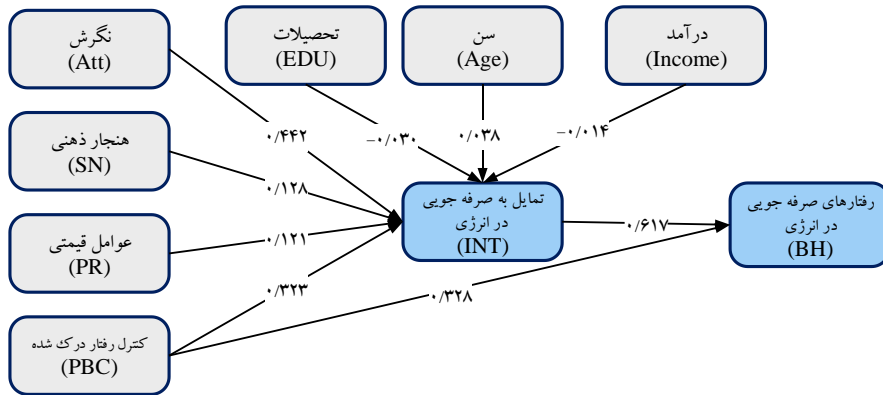 نگرش
(Att)
تحصیلات
(EDU)
سن
(Age)
درآمد
(Income)
۰/۴۴۲
–۰/۰۳۰
۰/۰۳۸
–۰/۰۱۴
هنجار ذهنی
(SN)
۰/۱۲۸
تمایل به صرفه جویی
در انرژی
(INT)
رفتارهای صرفه جویی
در انرژی
(BH)
۰/۶۱۷
عوامل قیمتی
(PR)
۰/۱۲۱
۰/۳۲۳
۰/۳۲۸
کنترل رفتار درک شده
(PBC)